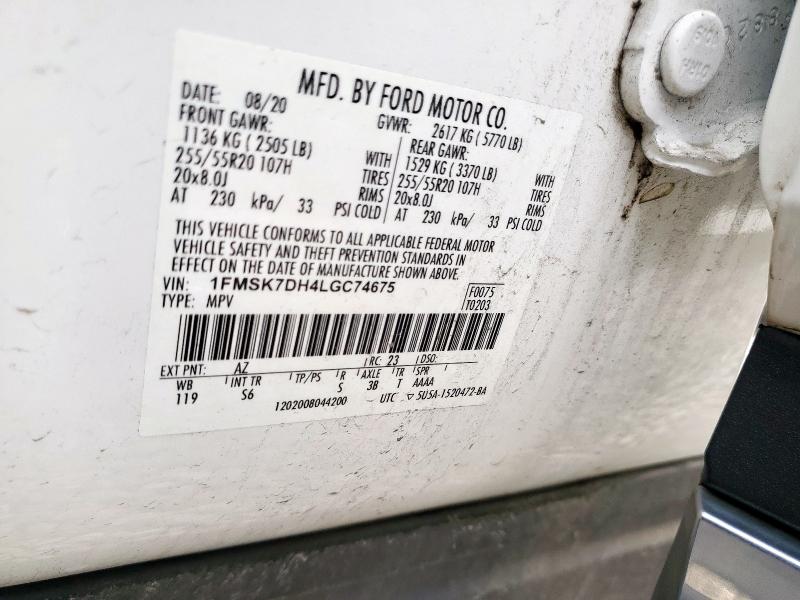 MFD. BY FORD MOTOR CO.
DATE: 08/20 GVWR: 2617 KG ( 5770 LB)
FRONT GAWR: REAR GAWR:
1136 KG ( 2505 LB) WITH 1529 KG ( 3370 LB) WITH
255/55R20 107H TIRES 255/55R20 107H TIRES
20x8.0J RIMS 20x8.0J RIMS
AT 230 kPa/ 33 PSI COLD AT 230 kPa/ 33 PSI COLD
THIS VEHICLE CONFORMS TO ALL APPLICABLE FEDERAL MOTOR
VEHICLE SAFETY AND THEFT PREVENTION STANDARDS IN
EFFECT ON THE DATE OF MANUFACTURE SHOWN ABOVE.
VIN: 1FMSK7DH4LGC74675 F0075
TYPE: MPV T0203
EXT PNT: AZ RC: 23 DSO:
WB INT TR TP/PS R AXLE TR SPR
119 S6 S 3B T AAAA
1202008044200 UTC ▽ 5U5A-1520472-BA